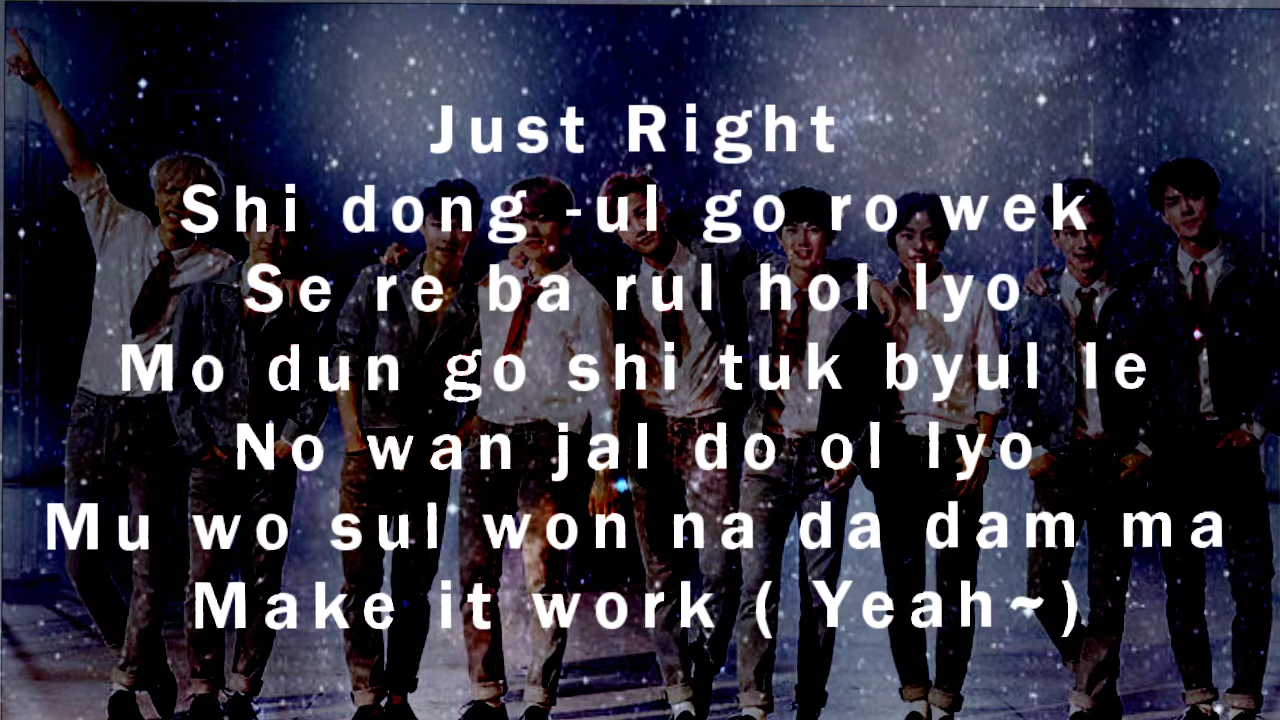 Just Right
Shi dong -ul go ro wek
Se re ba rul hol lyo
Mo dun go shi tuk byul le
No wan jal do ol lyo
Mu wo sul won na da dam ma
Make it work ( Yeah~)